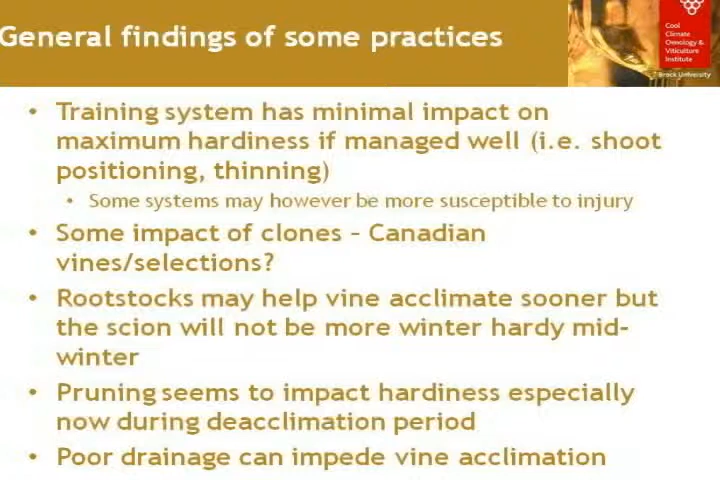 General findings of some practices
Cool
Climate
Oenology &
Viticulture
Institute
Brock University
• Training system has minimal impact on
maximum hardiness if managed well (i.e. shoot
positioning, thinning)
• Some systems may however be more susceptible to injury
• Some impact of clones – Canadian
vines/selections?
• Rootstocks may help vine acclimate sooner but
the scion will not be more winter hardy mid-
winter
• Pruning seems to impact hardiness especially
now during deacclimation period
• Poor drainage can impede vine acclimation